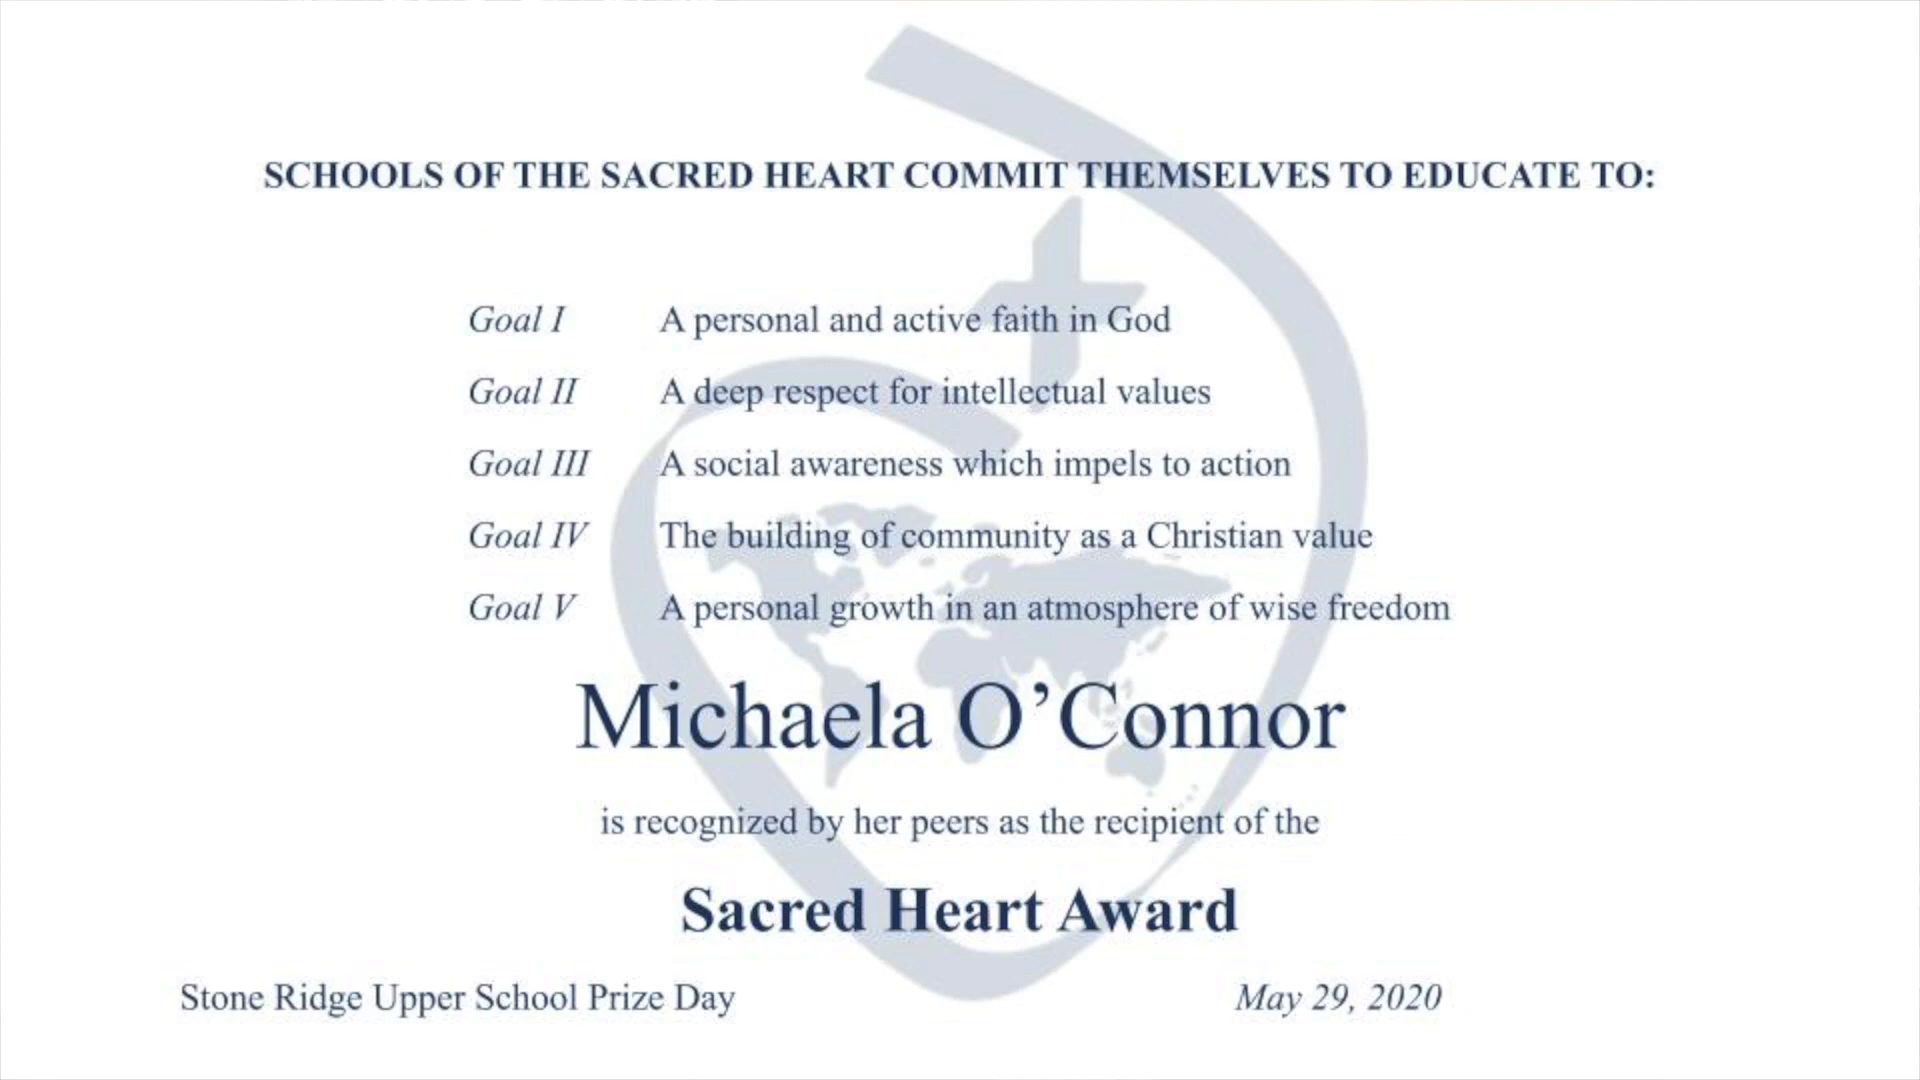 SCHOOLS OF THE SACRED HEART COMMIT THEMSELVES TO EDUCATE TO:
Goal I A personal and active faith in God
Goal II A deep respect for intellectual values
Goal III A social awareness which impels to action
Goal IV The building of community as a Christian value
Goal V A personal growth in an atmosphere of wise freedom
Michaela O’Connor
is recognized by her peers as the recipient of the
Sacred Heart Award
Stone Ridge Upper School Prize Day May 29, 2020